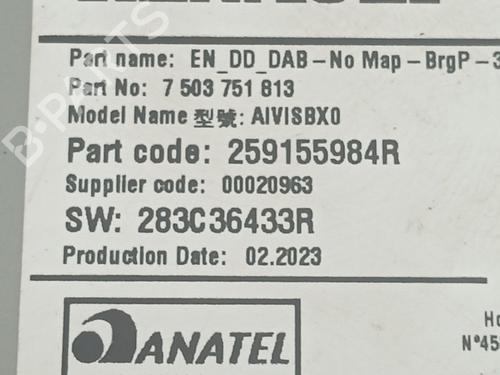 Part name: EN_DD_DAB-No Map-BrgP-3
Part No: 7 503 751 813
Model Name 型號: AIVISBX0
Part code: 259155984R
Supplier code: 00020963
SW: 283C36433R
Production Date: 02.2023
ANATEL
Ho
N°45
B-PARTS